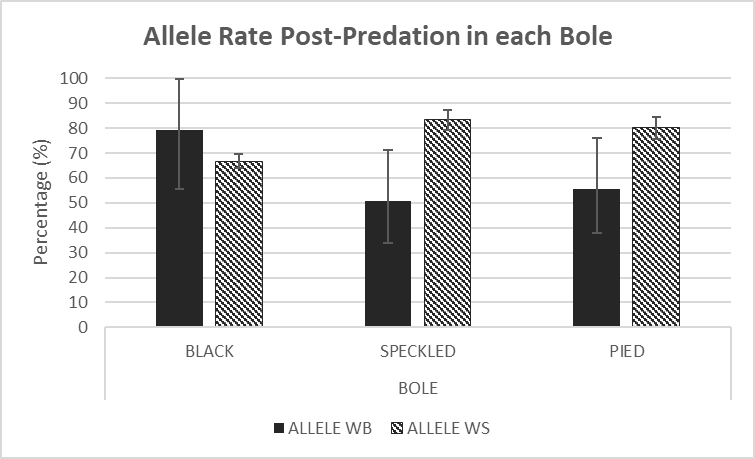 Allele Rate Post-Predation in each Bole
Percentage (%)
100
90
80
70
60
50
40
30
20
10
0
BLACK SPECKLED PIED
BOLE
ALLELE WB ALLELE WS